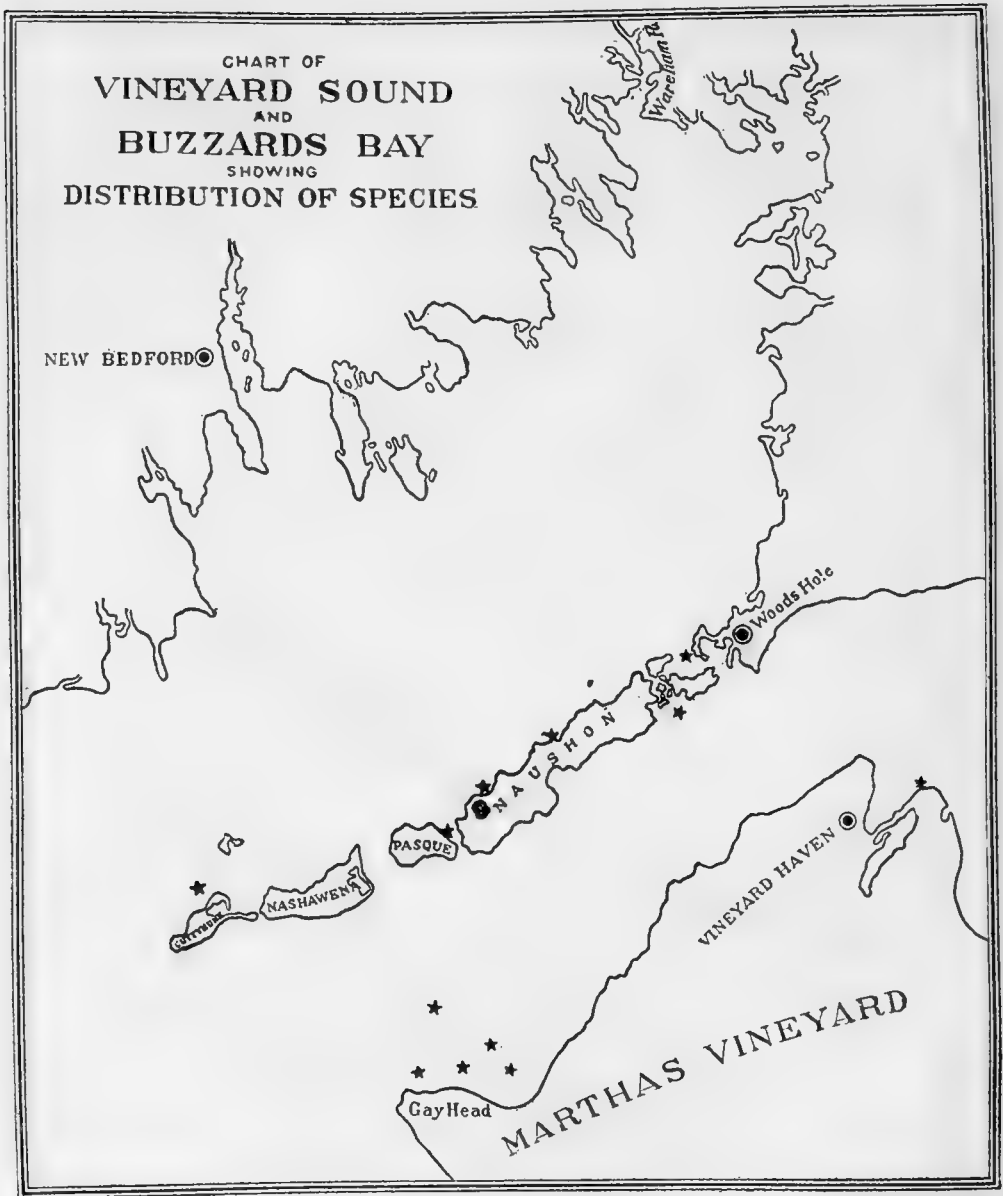 CHART OF
VINEYARD SOUND
AND
BUZZARDS BAY
SHOWING
DISTRIBUTION OF SPECIES
Wareham
NEW BEDFORD
Woods Hole
NAUSHON
PASQUE
NASHAWENA
CUTTYHUNK
VINEYARD HAVEN
Gay Head
MARTHAS VINEYARD